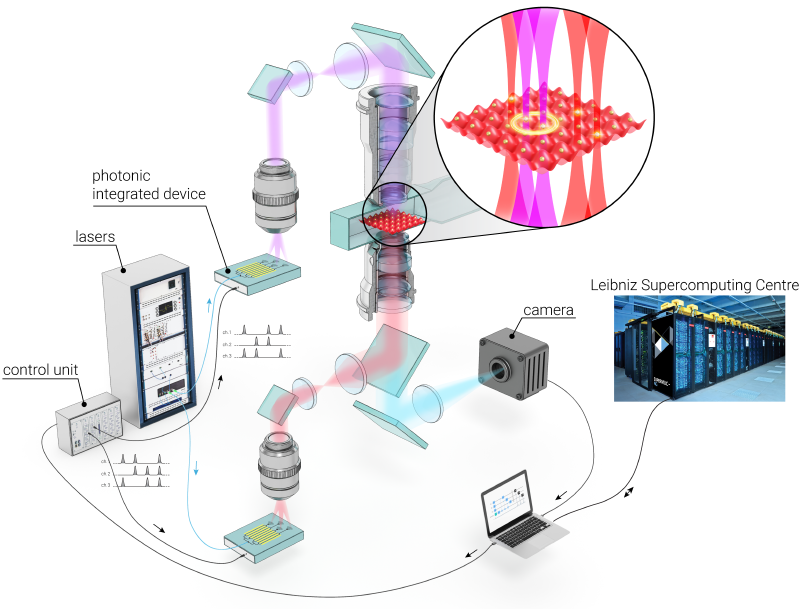 photonic
integrated device
lasers
Leibniz Supercomputing Centre
camera
ch.1
ch.2
ch.3
control unit
ch.
ch.2
ch.3